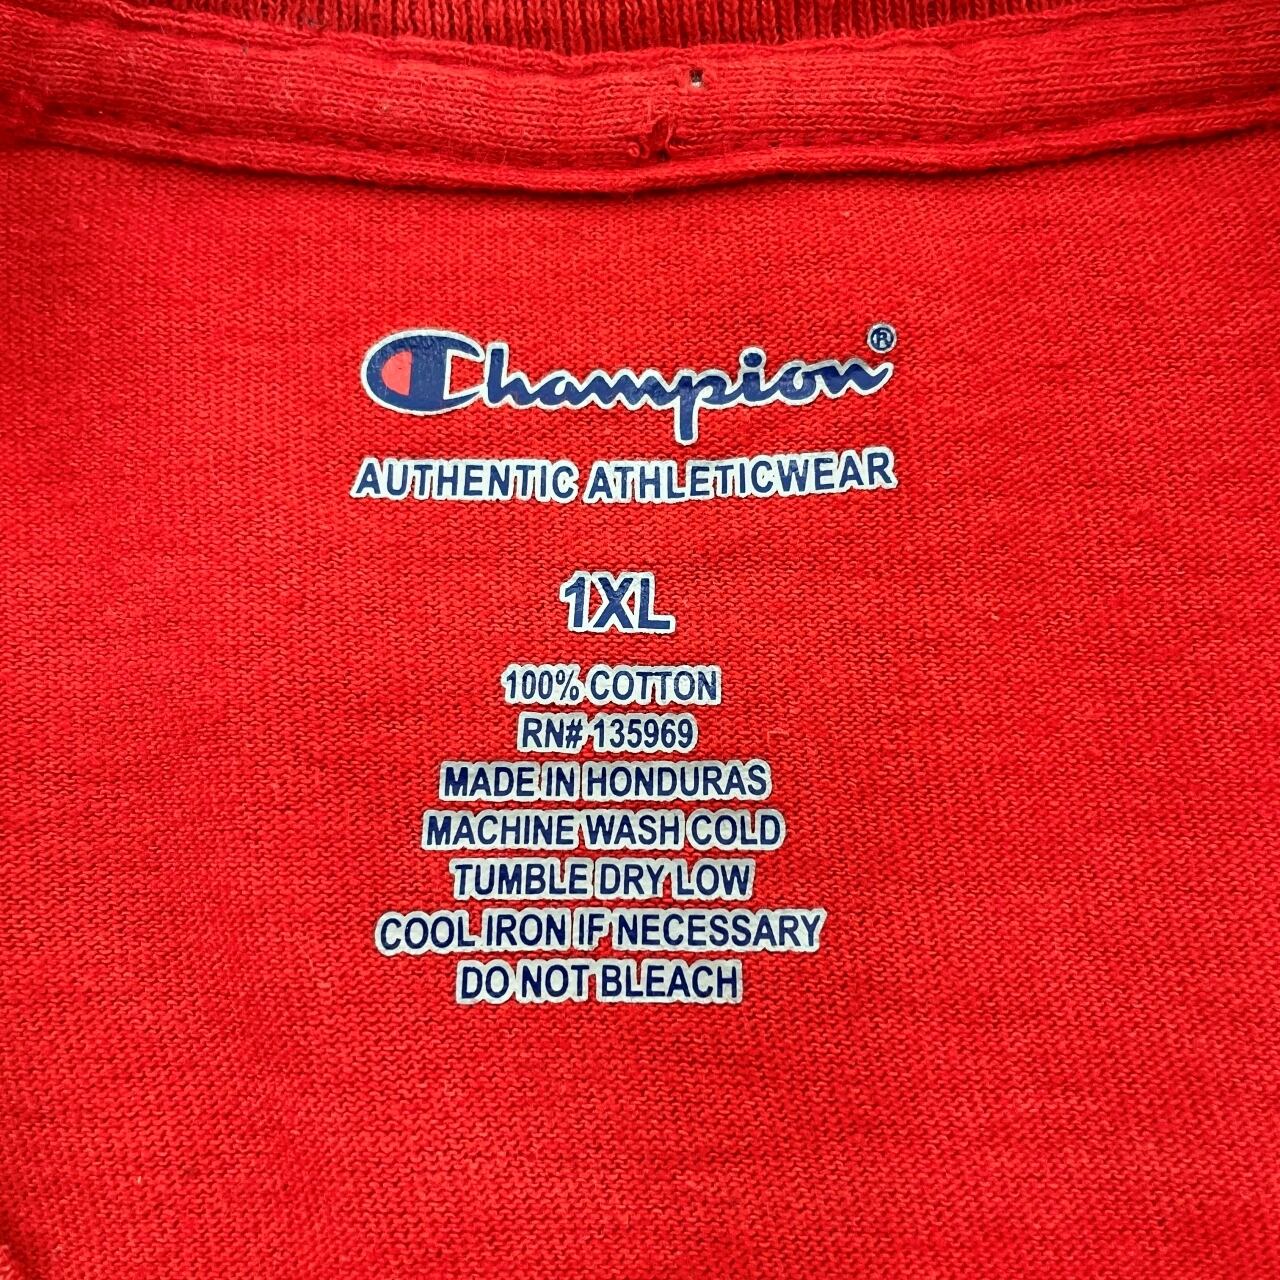 Champion®
AUTHENTIC ATHLETICWEAR
1XL
100% COTTON
RN# 135969
MADE IN HONDURAS
MACHINE WASH COLD
TUMBLE DRY LOW
COOL IRON IF NECESSARY
DO NOT BLEACH